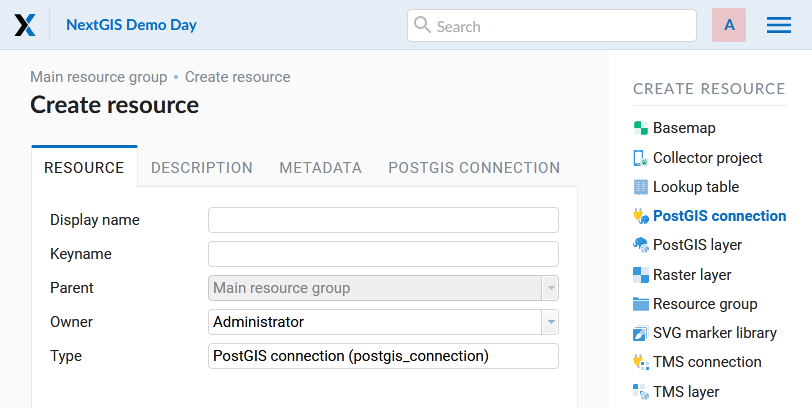 NextGIS Demo Day
Search
A
Main resource group • Create resource
Create resource
RESOURCE DESCRIPTION METADATA POSTGIS CONNECTION
Display name
Keyname
Parent Main resource group
Owner Administrator
Type PostGIS connection (postgis_connection)
CREATE RESOURCE
Basemap
Collector project
Lookup table
PostGIS connection
PostGIS layer
Raster layer
Resource group
SVG marker library
TMS connection
TMS layer